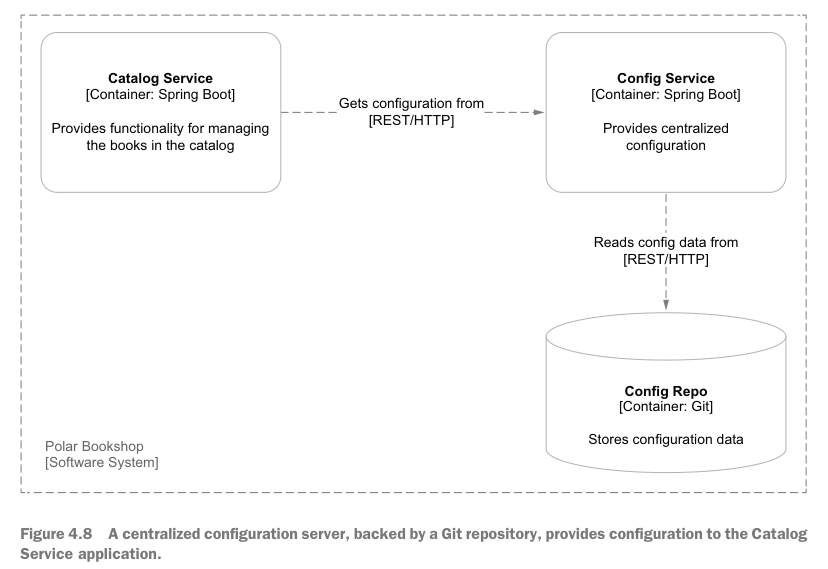 Catalog Service
[Container: Spring Boot]
Provides functionality for managing
the books in the catalog
Gets configuration from
[REST/HTTP]
Config Service
[Container: Spring Boot]
Provides centralized
configuration
Reads config data from
[REST/HTTP]
Config Repo
[Container: Git]
Stores configuration data
Polar Bookshop
[Software System]
Figure 4.8 A centralized configuration server, backed by a Git repository, provides configuration to the Catalog
Service application.